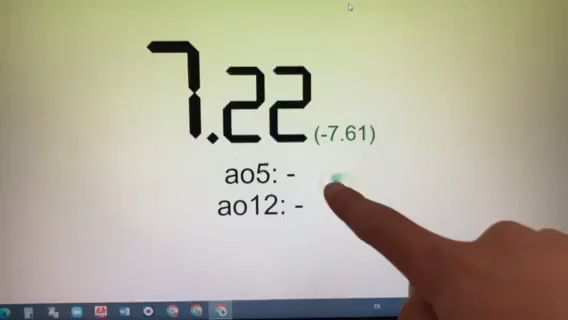 7.22
(-7.61)
ao5: -
ao12: -